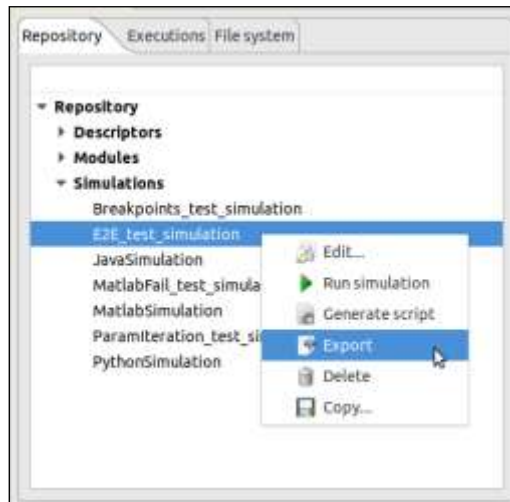 Repository Executions File system
Repository
Descriptors
Modules
Simulations
Breakpoints_test_simulation
E2E_test_simulation
Edit...
JavaSimulation
Run simulation
MatlabFail_test_simula
Generate script
MatlabSimulation
Export
ParamIteration_test_si
Delete
PythonSimulation
Copy...